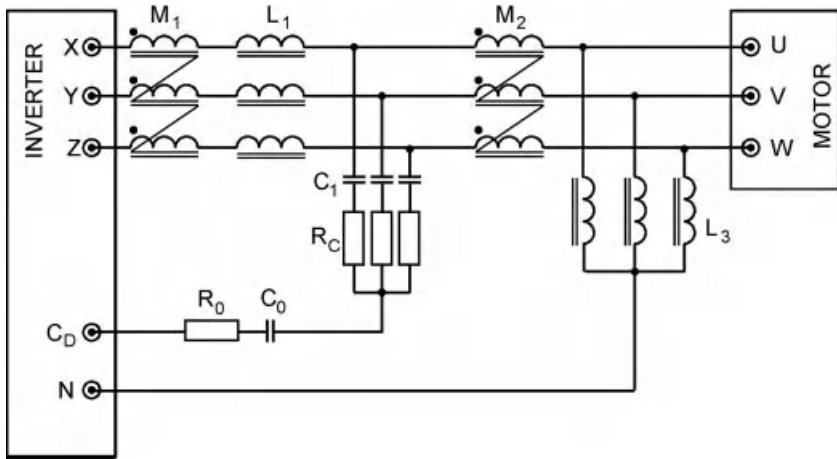 INVERTER
X
Y
Z
C_D
N
M_1
L_1
M_2
C_1
R_C
R_0
C_0
L_3
U
V
W
MOTOR